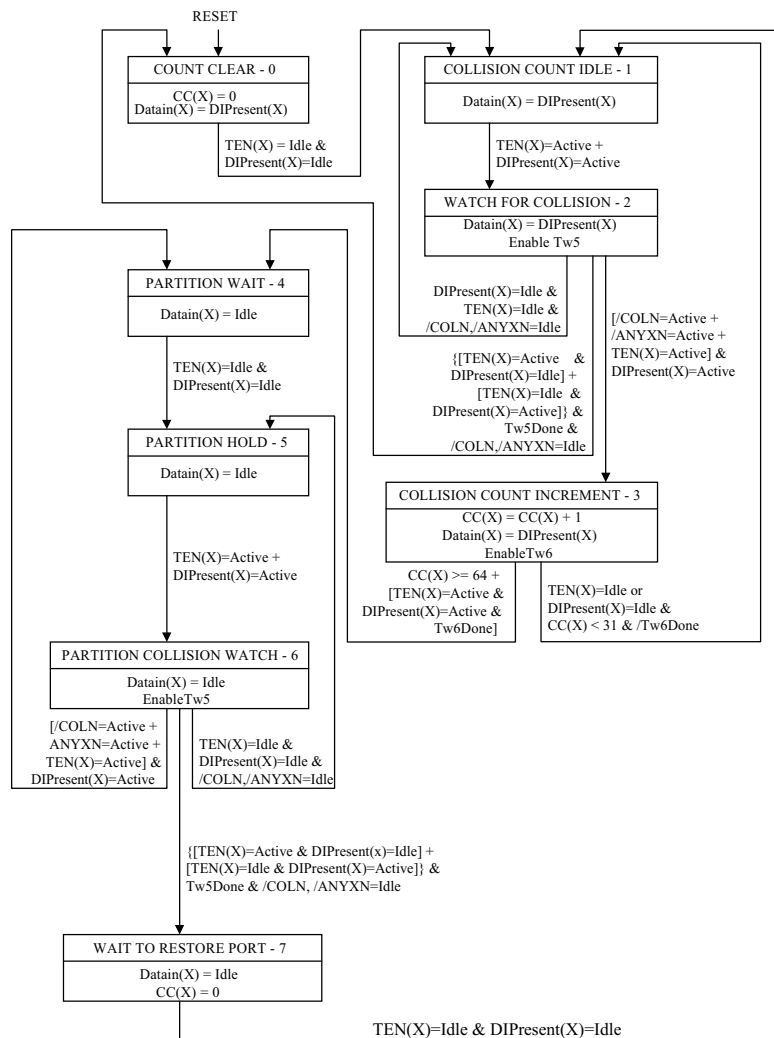 RESET
COUNT CLEAR - 0
CC(X) = 0
Datain(X) = DIPresent(X)
TEN(X) = Idle &
DIPresent(X)=Idle
COLLISION COUNT IDLE - 1
Datain(X) = DIPresent(X)
TEN(X)=Active +
DIPresent(X)=Active
WATCH FOR COLLISION - 2
Datain(X) = DIPresent(X)
Enable Tw5
DIPresent(X)=Idle &
TEN(X)=Idle &
/COLN,/ANYXN=Idle
{[TEN(X)=Active &
DIPresent(X)=Idle] +
[TEN(X)=Idle &
DIPresent(X)=Active]} &
Tw5Done &
/COLN,/ANYXN=Idle
[/COLN=Active +
/ANYXN=Active +
TEN(X)=Active] &
DIPresent(X)=Active
COLLISION COUNT INCREMENT - 3
CC(X) = CC(X) + 1
Datain(X) = DIPresent(X)
EnableTw6
CC(X) >= 64 +
[TEN(X)=Active &
DIPresent(X)=Active &
Tw6Done]
TEN(X)=Idle or
DIPresent(X)=Idle &
CC(X) < 31 & /Tw6Done
PARTITION WAIT - 4
Datain(X) = Idle
TEN(X)=Idle &
DIPresent(X)=Idle
PARTITION HOLD - 5
Datain(X) = Idle
TEN(X)=Active +
DIPresent(X)=Active
PARTITION COLLISION WATCH - 6
Datain(X) = Idle
EnableTw5
[/COLN=Active +
ANYXN=Active +
TEN(X)=Active] &
DIPresent(X)=Active
TEN(X)=Idle &
DIPresent(X)=Idle &
/COLN,/ANYXN=Idle
{[TEN(X)=Active & DIPresent(x)=Idle] +
[TEN(X)=Idle & DIPresent(X)=Active]} &
Tw5Done & /COLN, /ANYXN=Idle
WAIT TO RESTORE PORT - 7
Datain(X) = Idle
CC(X) = 0
TEN(X)=Idle & DIPresent(X)=Idle